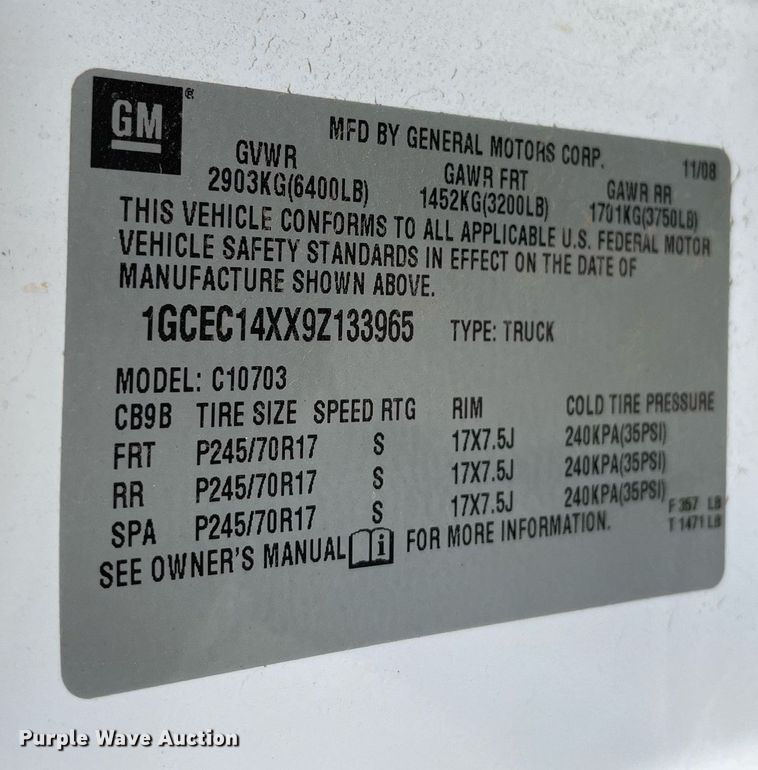 GM ®
MFD BY GENERAL MOTORS CORP. 11/08
GVWR GAWR FRT GAWR RR
2903KG(6400LB) 1452KG(3200LB) 1701KG(3750LB)
THIS VEHICLE CONFORMS TO ALL APPLICABLE U.S. FEDERAL MOTOR
VEHICLE SAFETY STANDARDS IN EFFECT ON THE DATE OF
MANUFACTURE SHOWN ABOVE.
1GCEC14XX9Z133965 TYPE: TRUCK
MODEL: C10703
CB9B TIRE SIZE SPEED RTG RIM COLD TIRE PRESSURE
FRT P245/70R17 S 17X7.5J 240KPA(35PSI)
RR P245/70R17 S 17X7.5J 240KPA(35PSI)
SPA P245/70R17 S 17X7.5J 240KPA(35PSI)
F 357 LB
T 1471 LB
SEE OWNER'S MANUAL i FOR MORE INFORMATION.
Purple Wave Auction